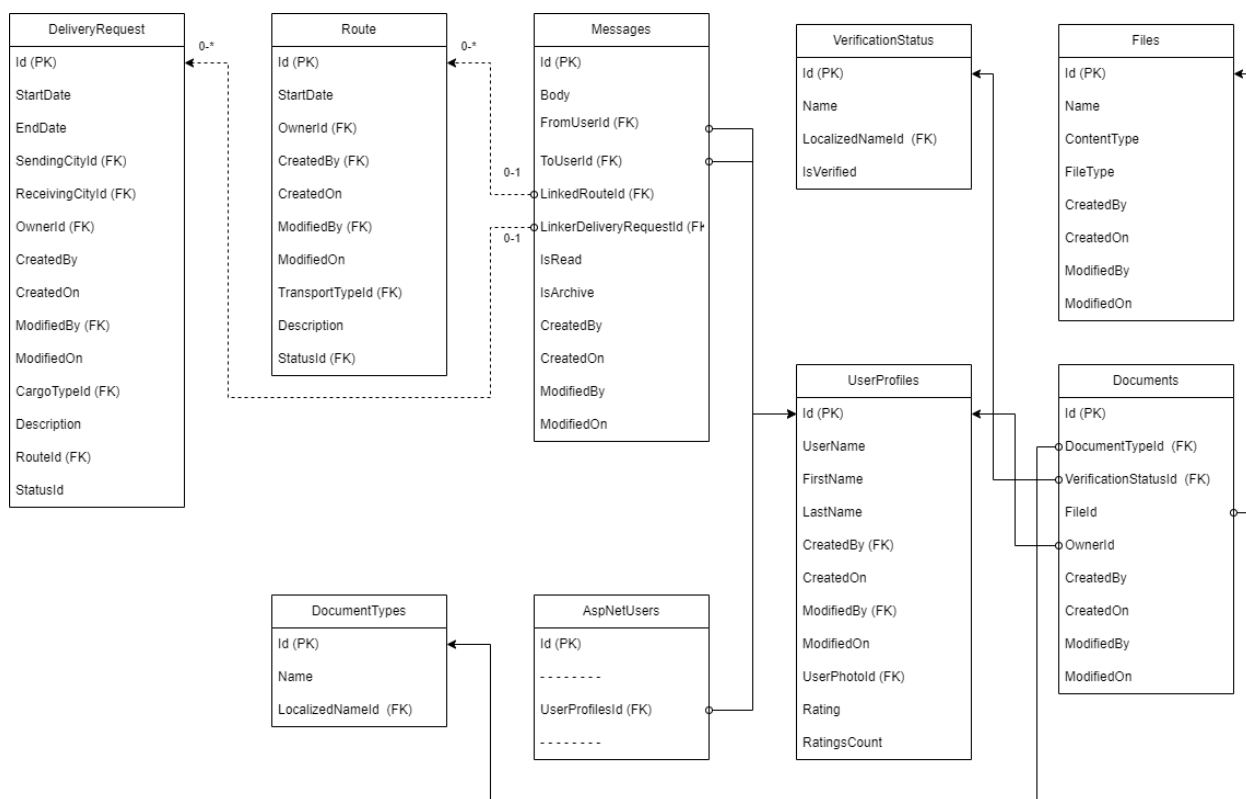 DeliveryRequest
Id (PK)
StartDate
EndDate
SendingCityId (FK)
ReceivingCityId (FK)
OwnerId (FK)
CreatedBy
CreatedOn
ModifiedBy (FK)
ModifiedOn
CargoTypeId (FK)
Description
RouteId (FK)
StatusId
0-*
Route
Id (PK)
StartDate
OwnerId (FK)
CreatedBy (FK)
CreatedOn
ModifiedBy (FK)
ModifiedOn
TransportTypeId (FK)
Description
StatusId (FK)
0-*
0-1
0-1
Messages
Id (PK)
Body
FromUserId (FK)
ToUserId (FK)
LinkedRouteId (FK)
LinkerDeliveryRequestId (FK
IsRead
IsArchive
CreatedBy
CreatedOn
ModifiedBy
ModifiedOn
VerificationStatus
Id (PK)
Name
LocalizedNameId (FK)
IsVerified
Files
Id (PK)
Name
ContentType
FileType
CreatedBy
CreatedOn
ModifiedBy
ModifiedOn
DocumentTypes
Id (PK)
Name
LocalizedNameId (FK)
AspNetUsers
Id (PK)
- - - - - - - -
UserProfilesId (FK)
- - - - - - - -
UserProfiles
Id (PK)
UserName
FirstName
LastName
CreatedBy (FK)
CreatedOn
ModifiedBy (FK)
ModifiedOn
UserPhotoId (FK)
Rating
RatingsCount
Documents
Id (PK)
DocumentTypeId (FK)
VerificationStatusId (FK)
FileId
OwnerId
CreatedBy
CreatedOn
ModifiedBy
ModifiedOn